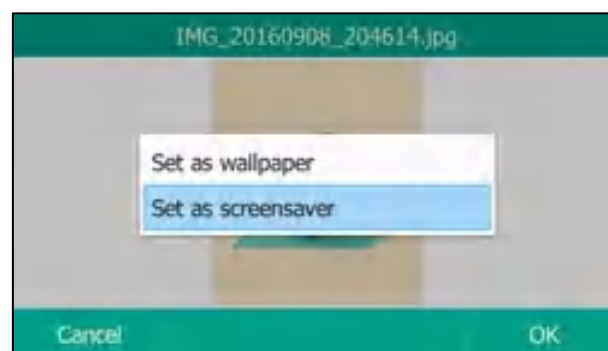 IMG_20160908_204614.jpg
Set as wallpaper
Set as screensaver
Cancel
OK